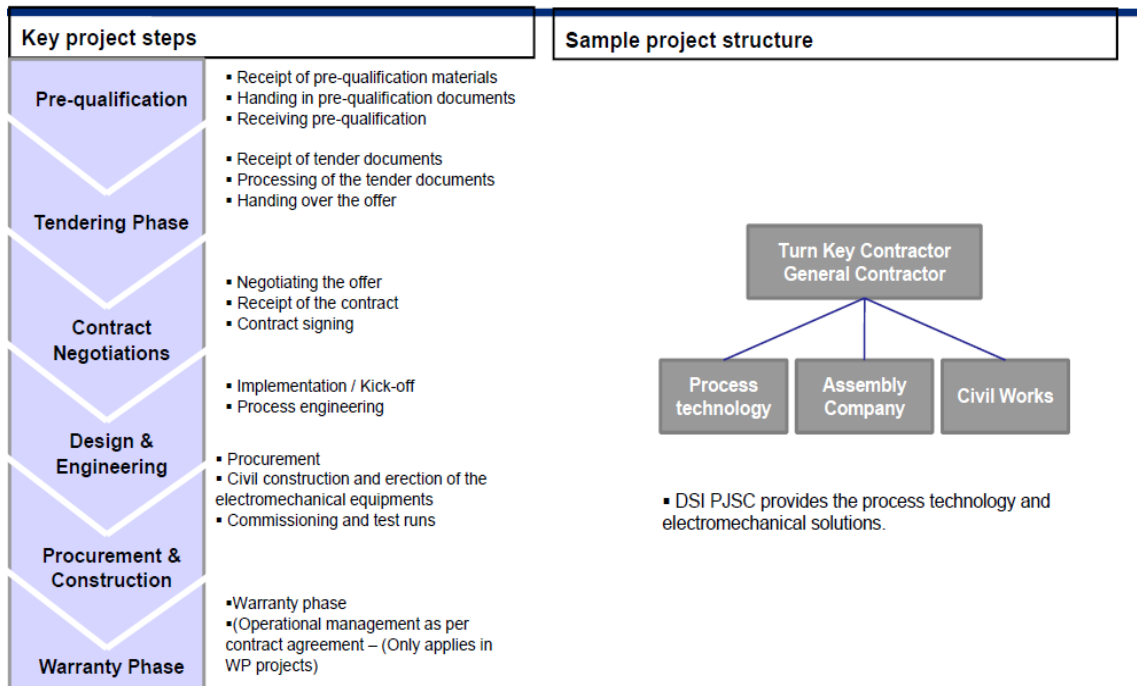 Key project steps
Pre-qualification
▪ Receipt of pre-qualification materials
▪ Handing in pre-qualification documents
▪ Receiving pre-qualification
Tendering Phase
▪ Receipt of tender documents
▪ Processing of the tender documents
▪ Handing over the offer
Contract
Negotiations
▪ Negotiating the offer
▪ Receipt of the contract
▪ Contract signing
Design &
Engineering
▪ Implementation / Kick-off
▪ Process engineering
Procurement &
Construction
▪ Procurement
▪ Civil construction and erection of the
electromechanical equipments
▪ Commissioning and test runs
Warranty Phase
▪Warranty phase
▪(Operational management as per
contract agreement – (Only applies in
WP projects)
Sample project structure
Turn Key Contractor
General Contractor
Process
technology
Assembly
Company
Civil Works
▪ DSI PJSC provides the process technology and
electromechanical solutions.